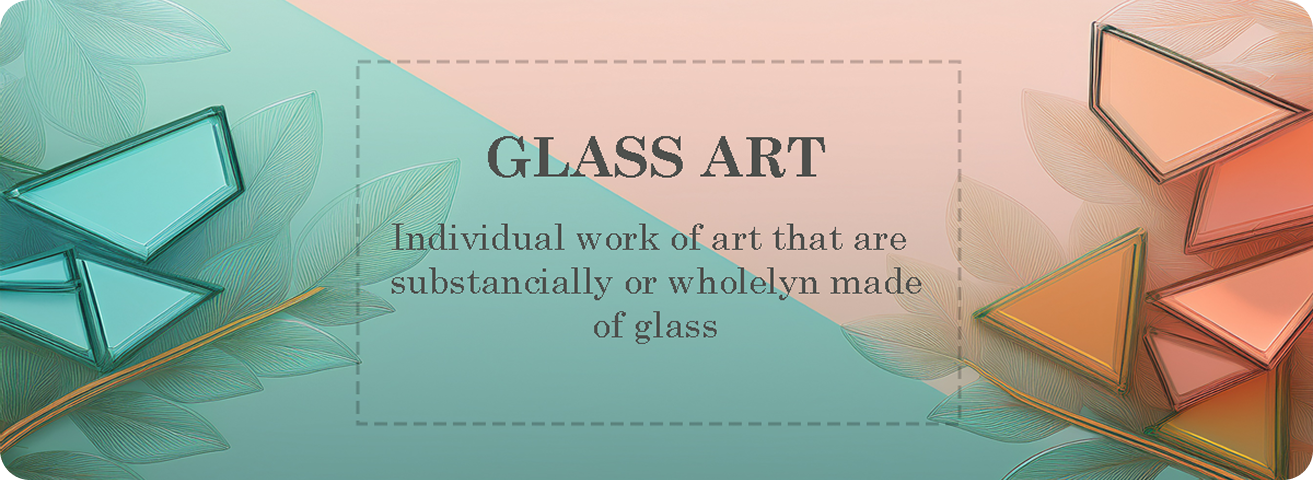 GLASS ART
Individual work of art that are
substancially or wholelyn made
of glass